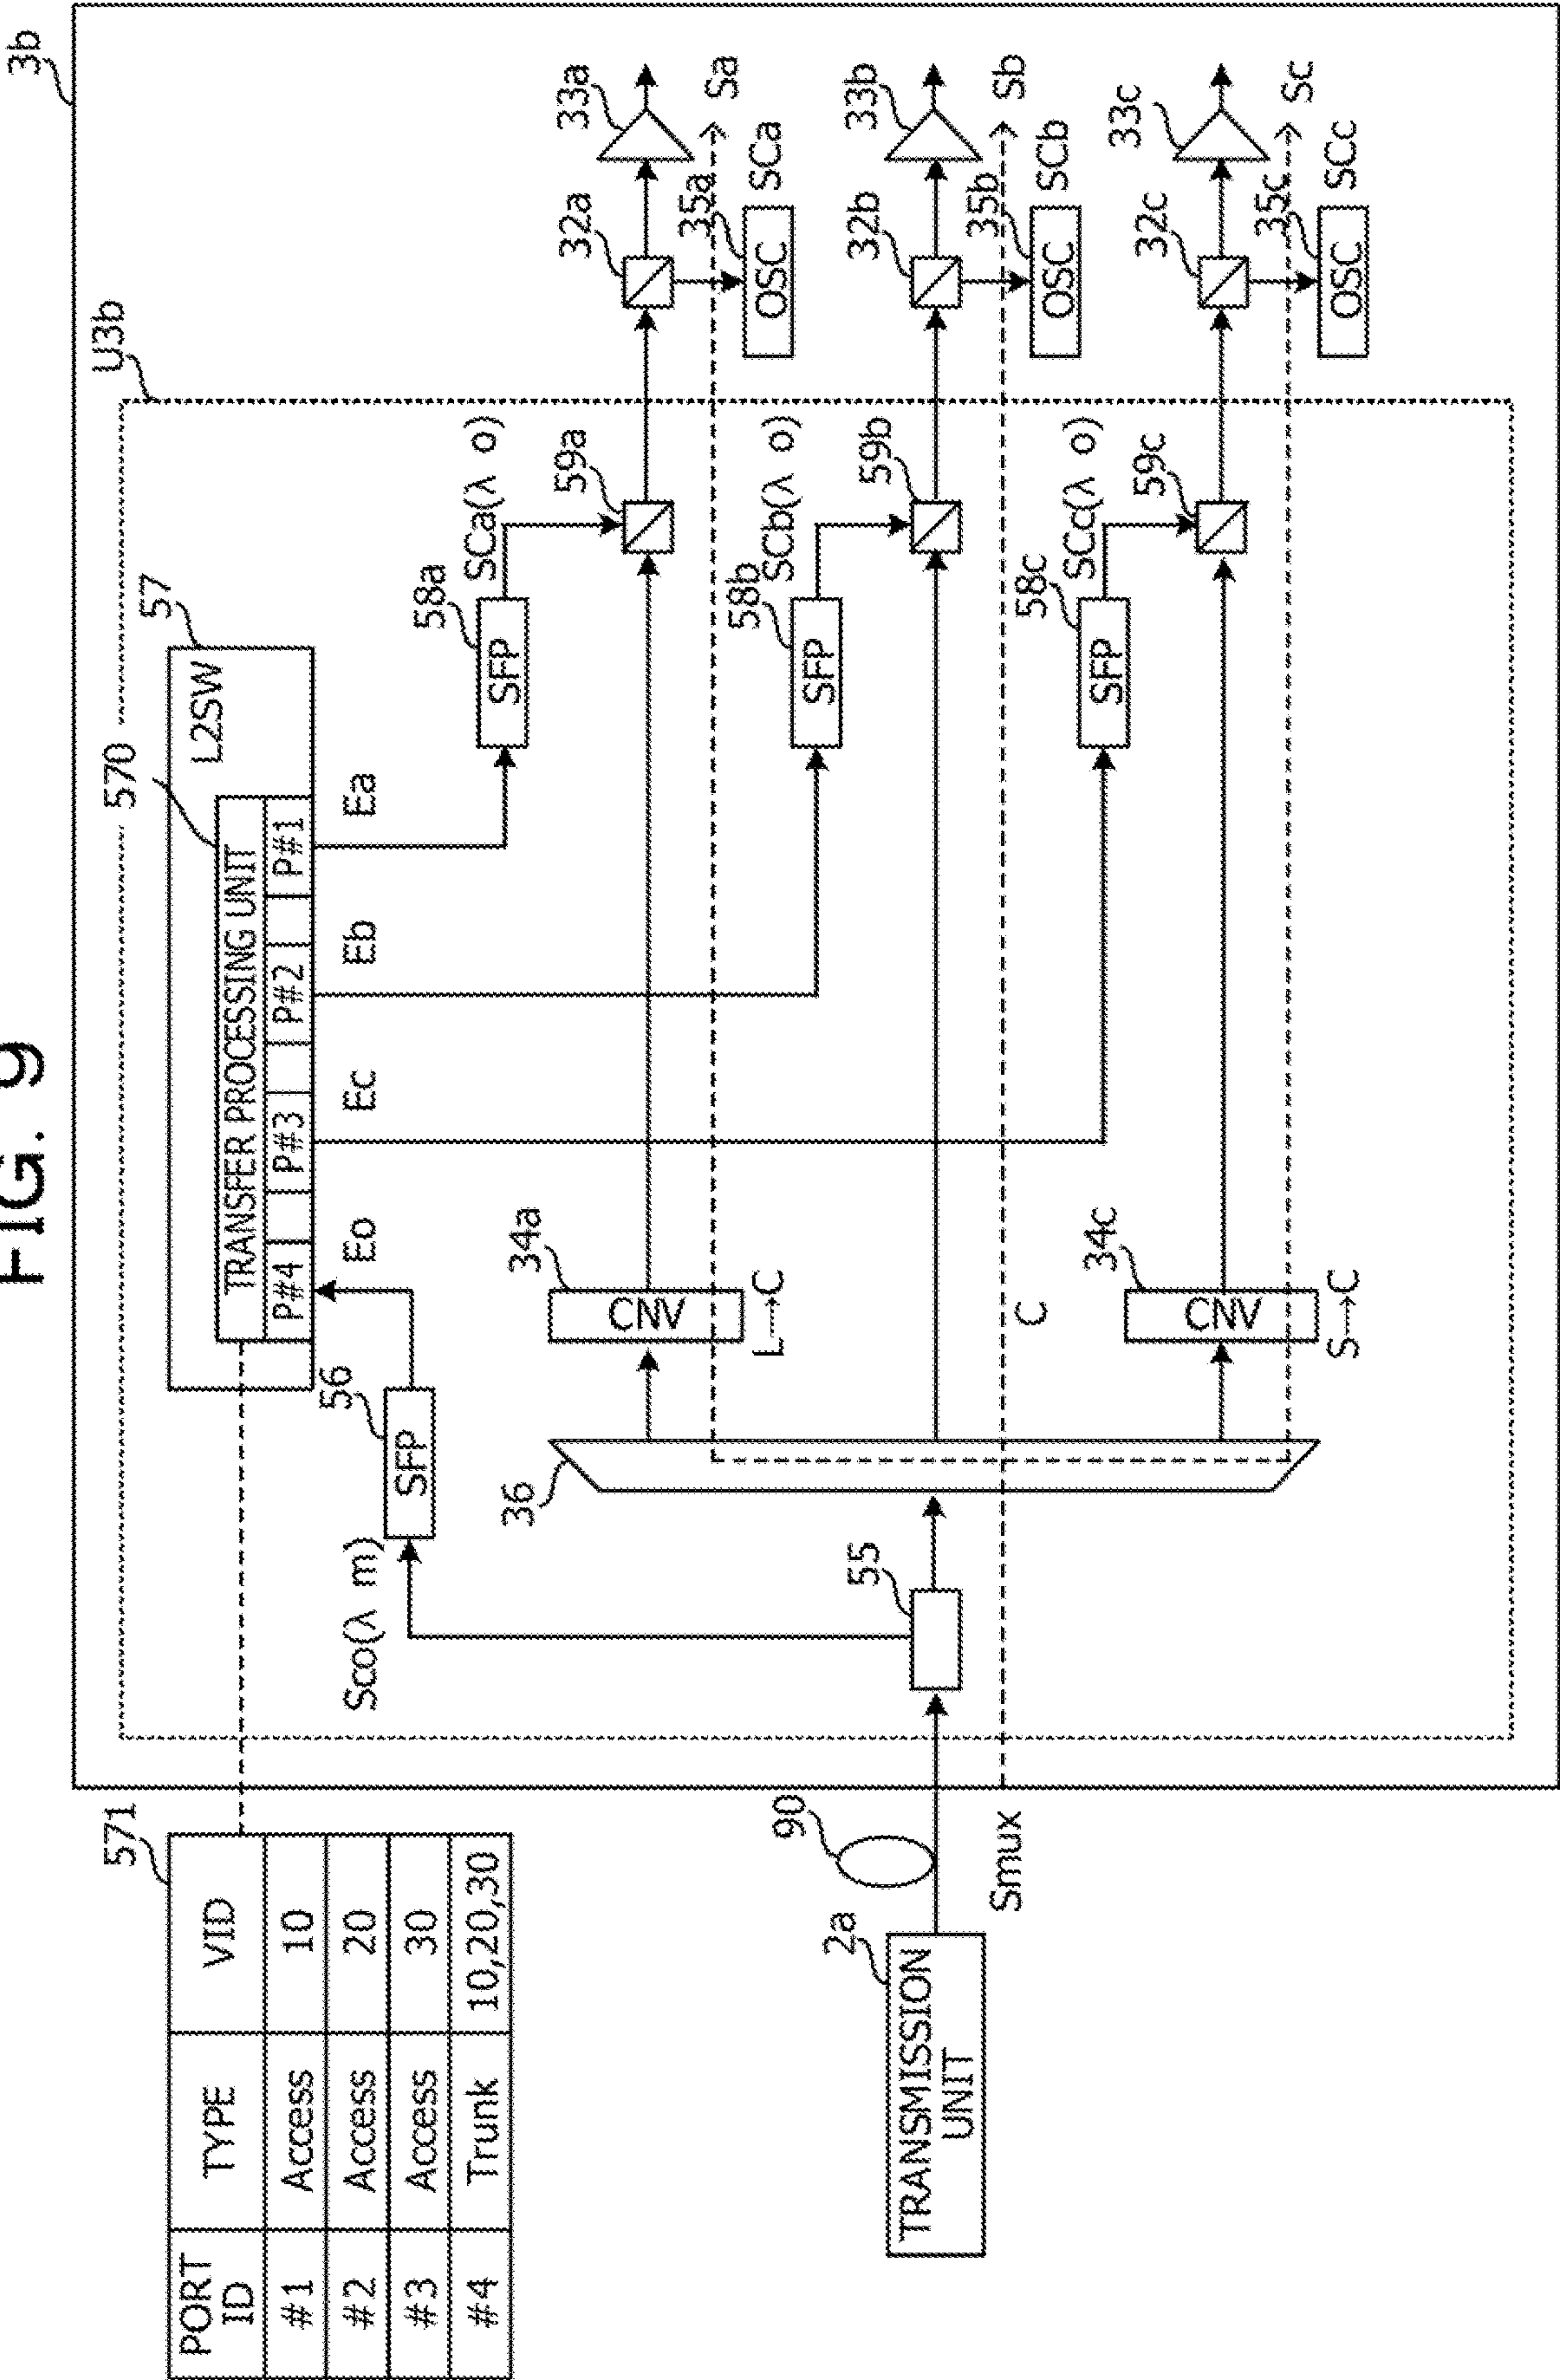 FIG. 9
3b
571
PORT ID
TYPE
VID
#1
Access
10
#2
Access
20
#3
Access
30
#4
Trunk
10,20,30
U3b
570
57
L2SW
TRANSFER PROCESSING UNIT
P#4
P#3
P#2
P#1
Eo
Ec
Eb
Ea
56
SFP
Sco(λ m)
58a
SFP
SCa(λ o)
59a
34a
CNV
L→C
32a
33a
35a
OSC
SCa
Sa
36
55
58b
SFP
SCb(λ o)
59b
32b
33b
35b
OSC
SCb
Sb
C
2a
TRANSMISSION
UNIT
90
Smux
58c
SFP
SCc(λ o)
59c
34c
CNV
S→C
32c
33c
35c
OSC
SCc
Sc